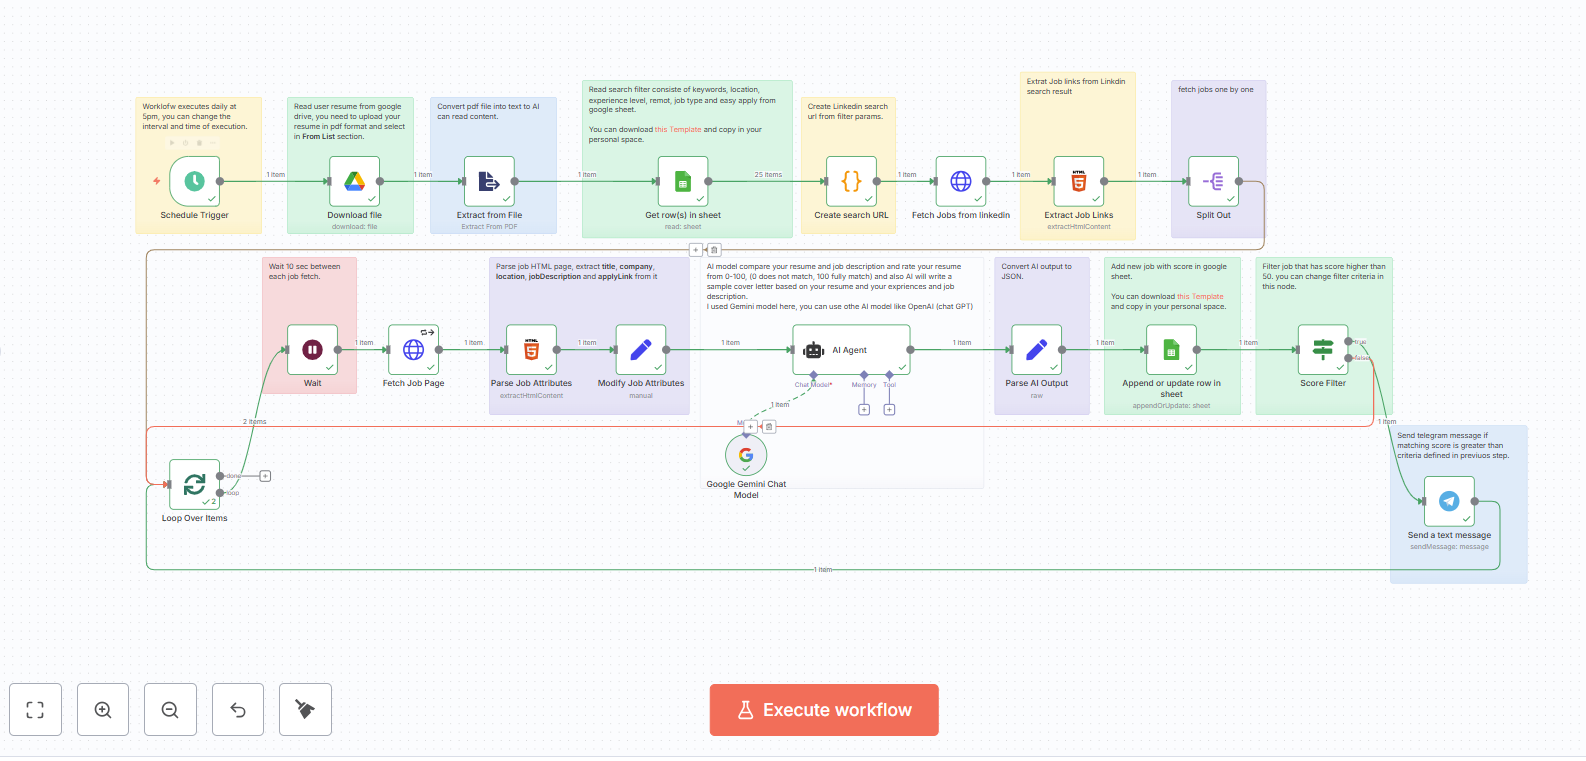 Worklofw executes daily at
5pm, you can change the
interval and time of execution.
Read user resume from google
drive, you need to upload your
resume in pdf format and select
in From List section.
Convert pdf file into text to AI
can read content.
Read search filter consiste of keywords, location,
experience level, remot, job type and easy apply from
google sheet.
You can download this Template and copy in your
personal space.
Create Linkedin search
url from filter params.
Extrat Job links from Linkdin
search result
fetch jobs one by one
1 item
1 item
1 item
25 items
1 item
1 item
1 item
Schedule Trigger
Download file
download: file
Extract from File
Extract From PDF
Get row(s) in sheet
read: sheet
Create search URL
Fetch Jobs from linkedin
Extract Job Links
extractHtmlContent
Split Out
Wait 10 sec between
each job fetch.
Parse job HTML page, extract title, company,
location, jobDescription and applyLink from it
AI model compare your resume and job description and rate your resume
from 0-100, (0 does not match, 100 fully match) and also AI will write a
sample cover letter based on your resume and your expriences and job
description.
I used Gemini model here, you can use othe AI model like OpenAI (chat GPT)
Convert AI output to
JSON.
Add new job with score in google
sheet.
You can download this Template
and copy in your personal space.
Filter job that has score higher than
50. you can change filter criteria in
this node.
1 item
1 item
1 item
1 item
1 item
1 item
1 item
true
false
Wait
Fetch Job Page
Parse Job Attributes
extractHtmlContent
Modify Job Attributes
manual
AI Agent
Chat Model*
Memory
Tool
1 item
Google Gemini Chat
Model
Parse AI Output
raw
Append or update row in
sheet
appendOrUpdate: sheet
Score Filter
2 items
1 item
Send telegram message if
matching score is greater than
criteria defined in previuos step.
done
loop
2
Loop Over Items
Send a text message
sendMessage: message
1 item
Execute workflow